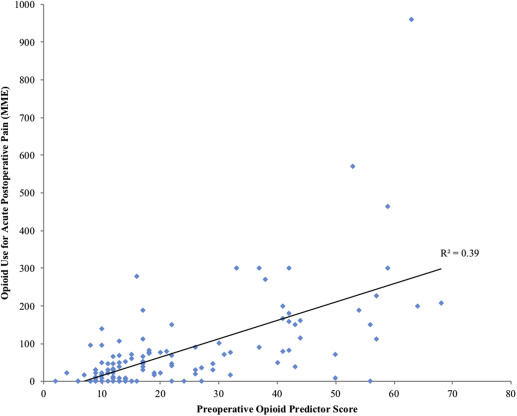 1000
900
800
700
600
500
400
300
200
100
0
Opioid Use for Acute Postoperative Pain (MME)
R² = 0.39
0 10 20 30 40 50 60 70 80
Preoperative Opioid Predictor Score